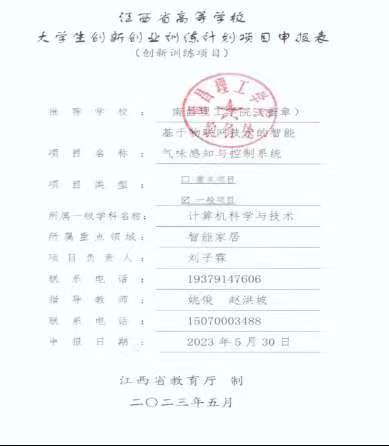 江西省高等学校
大学生创新创业训练计划项目申报表
(创新训练项目)
推荐学校： 南昌理工学院（盖章）
基于物联网技术的智能
项目名称： 气味感知与控制系统
项目类型： □ 重点项目
☑ 一般项目
所属一级学科名称： 计算机科学与技术
所属重点领域： 智能家居
项目负责人： 刘子霖
联系电话： 19379147606
指导教师： 姚俊 赵洪坡
联系电话： 15070003488
申报日期： 2023年5月30日
江西省教育厅 制
二〇二三年五月